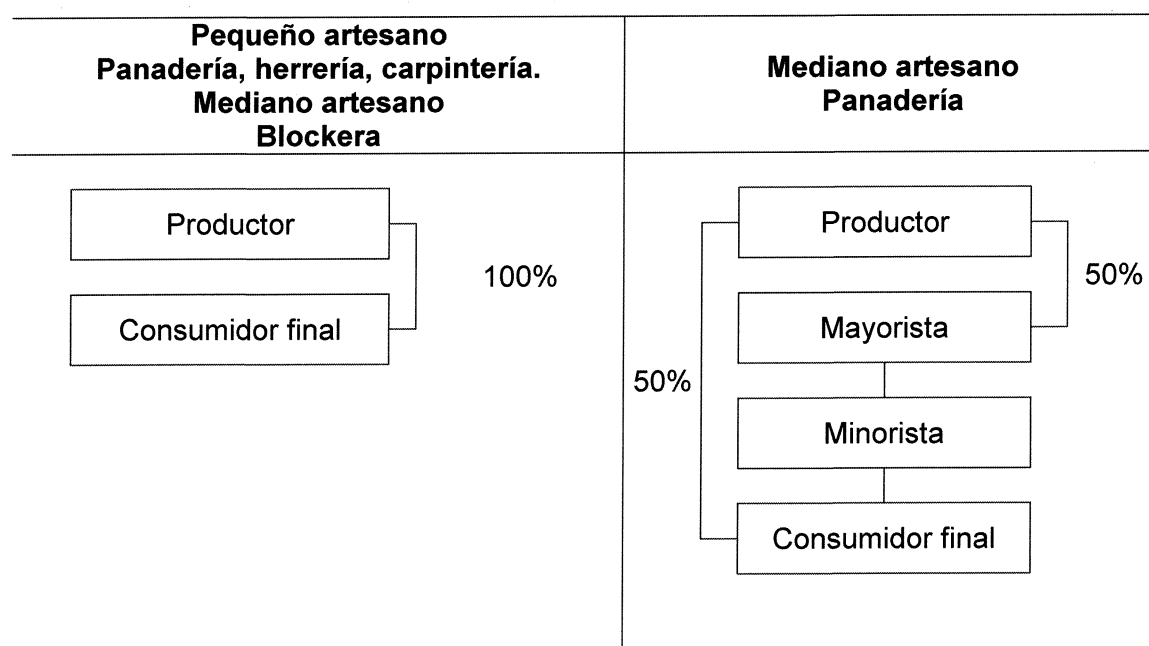 Pequeño artesano
Panadería, herrería, carpintería.
Mediano artesano
Blockera
Mediano artesano
Panadería
Productor
100%
Consumidor final
Productor
50%
Mayorista
50%
Minorista
Consumidor final